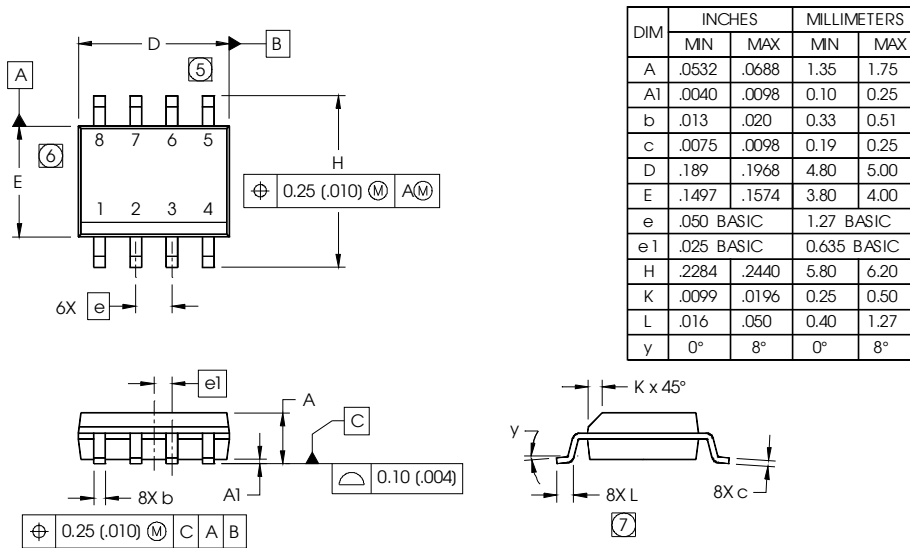 D
B
5
A
8 7 6 5
6
E
H
⌖ 0.25 (.010) Ⓜ AⓂ
1 2 3 4
6X e
DIM INCHES MILLIMETERS
MIN MAX MIN MAX
A .0532 .0688 1.35 1.75
A1 .0040 .0098 0.10 0.25
b .013 .020 0.33 0.51
c .0075 .0098 0.19 0.25
D .189 .1968 4.80 5.00
E .1497 .1574 3.80 4.00
e .050 BASIC 1.27 BASIC
e1 .025 BASIC 0.635 BASIC
H .2284 .2440 5.80 6.20
K .0099 .0196 0.25 0.50
L .016 .050 0.40 1.27
y 0° 8° 0° 8°
e1
A
C
A1
8X b
⌓ 0.10 (.004)
⌖ 0.25 (.010) Ⓜ C A B
K x 45°
y
8X L
8X c
7